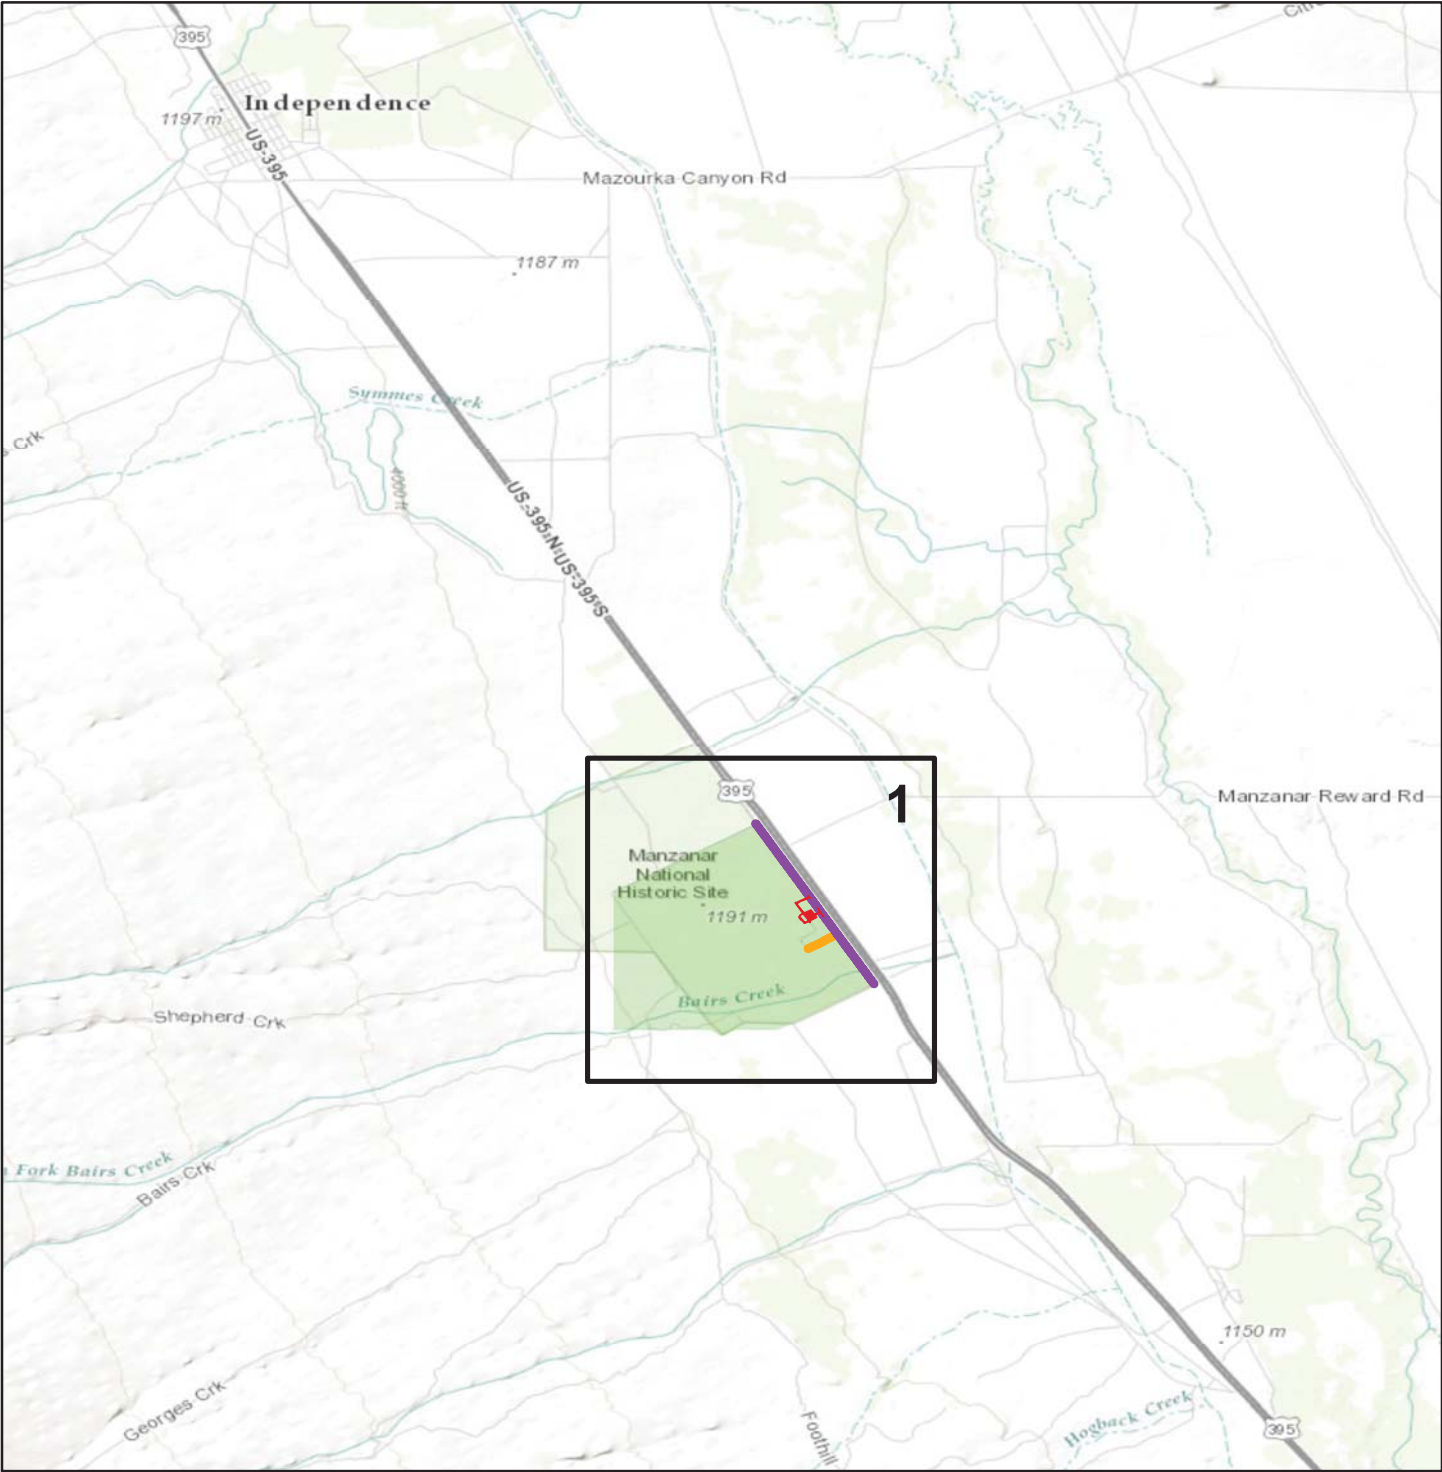 395
Independence
1197 m
US-395
Mazourka Canyon Rd
1187 m
Symmes Creek
Crk
4000 ft
US-395-N-US-395-S
395
1
Manzanar Reward Rd
Manzanar
National
Historic Site
1191 m
Bairs Creek
Shepherd Crk
Fork Bairs Creek
Bairs Crk
1150 m
Georges Crk
Foothill
Hogback Creek
395